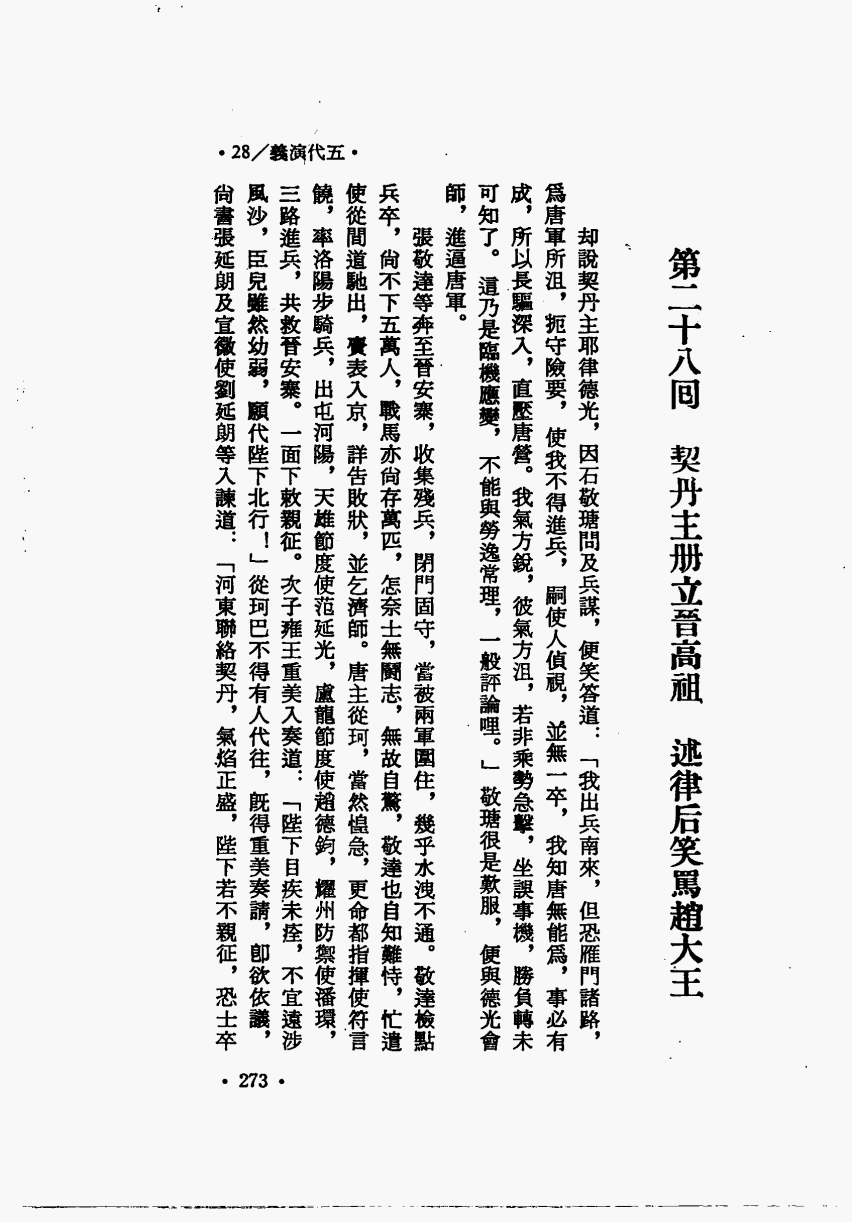 ·28/義演代五·
第二十八囘　契丹主册立晉高祖　述律后笑罵趙大王
却說契丹主耶律德光，因石敬瑭問及兵謀，便笑答道：「我出兵南來，但恐雁門諸路，
爲唐軍所沮，扼守險要，使我不得進兵，嗣使人偵視，並無一卒，我知唐無能爲，事必有
成，所以長驅深入，直壓唐營。我氣方銳，彼氣方沮，若非乘勢急擊，坐誤事機，勝負轉未
可知了。這乃是臨機應變，不能與勞逸常理，一般評論哩。」敬瑭很是歎服，便與德光會
師，進逼唐軍。
張敬達等奔至晉安寨，收集殘兵，閉門固守，當被兩軍圍住，幾乎水洩不通。敬達檢點
兵卒，尙不下五萬人，戰馬亦尙存萬匹，怎奈士無鬭志，無故自驚，敬達也自知難恃，忙遣
使從間道馳出，賫表入京，詳吿敗狀，並乞濟師。唐主從珂，當然惶急，更命都指揮使符言
饒，率洛陽步騎兵，出屯河陽，天雄節度使范延光，盧龍節度使趙德鈞，耀州防禦使潘環，
三路進兵，共救晉安寨。一面下敕親征。次子雍王重美入奏道：「陛下目疾未痊，不宜遠涉
風沙，臣兒雖然幼弱，願代陛下北行！」從珂巴不得有人代往，旣得重美奏請，卽欲依議，
尙書張延朗及宣徽使劉延朗等入諫道：「河東聯絡契丹，氣焰正盛，陛下若不親征，恐士卒
·273·